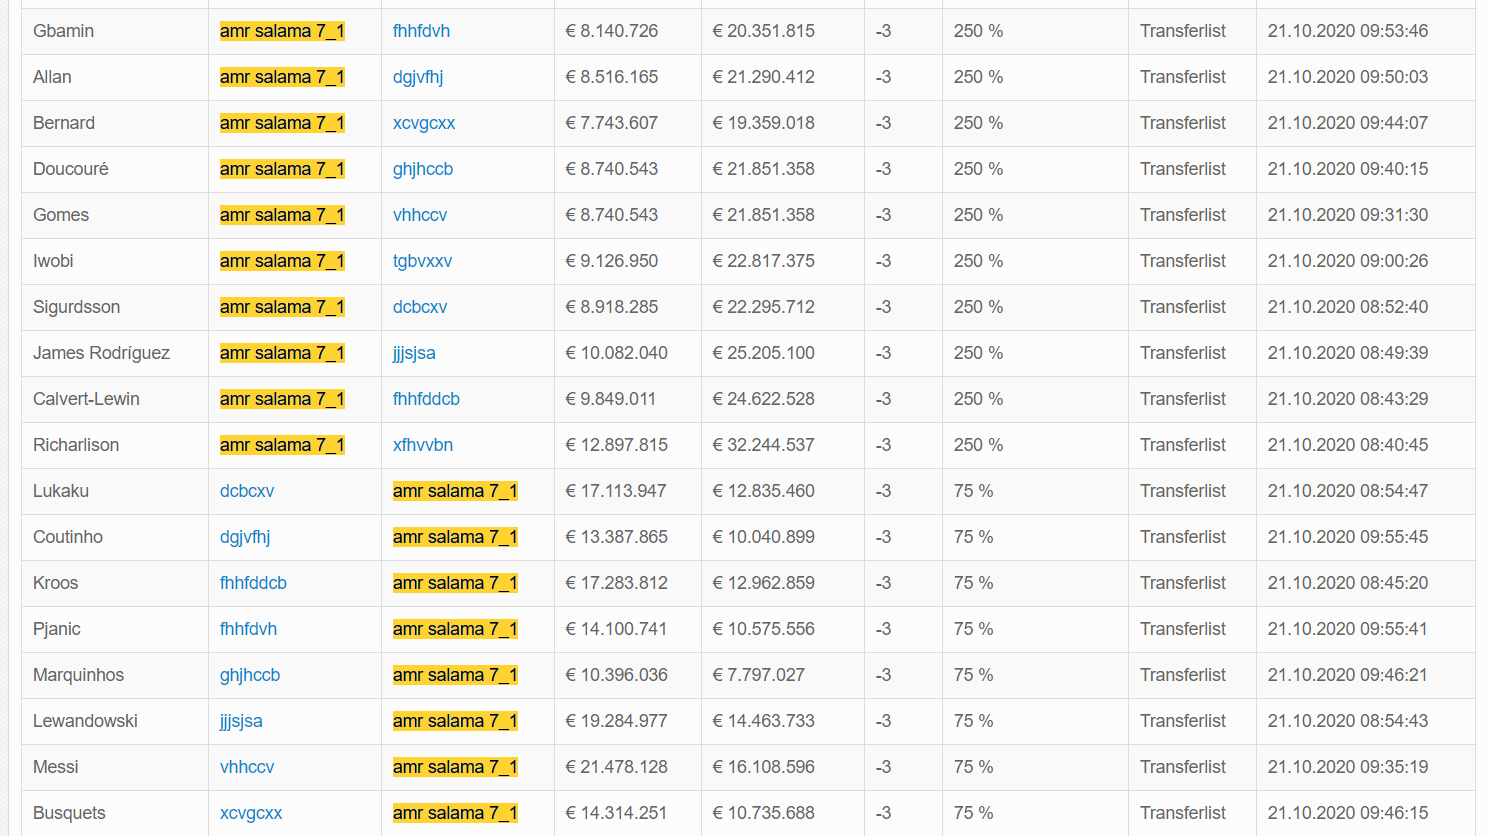 Gbamin amr salama 7_1 fhhfdvh € 8.140.726 € 20.351.815 -3 250 % Transferlist 21.10.2020 09:53:46
Allan amr salama 7_1 dgjvfhj € 8.516.165 € 21.290.412 -3 250 % Transferlist 21.10.2020 09:50:03
Bernard amr salama 7_1 xcvgcxx € 7.743.607 € 19.359.018 -3 250 % Transferlist 21.10.2020 09:44:07
Doucouré amr salama 7_1 ghjhccb € 8.740.543 € 21.851.358 -3 250 % Transferlist 21.10.2020 09:40:15
Gomes amr salama 7_1 vhhccv € 8.740.543 € 21.851.358 -3 250 % Transferlist 21.10.2020 09:31:30
Iwobi amr salama 7_1 tgbvxxv € 9.126.950 € 22.817.375 -3 250 % Transferlist 21.10.2020 09:00:26
Sigurdsson amr salama 7_1 dcbcxv € 8.918.285 € 22.295.712 -3 250 % Transferlist 21.10.2020 08:52:40
James Rodríguez amr salama 7_1 jjjsjsa € 10.082.040 € 25.205.100 -3 250 % Transferlist 21.10.2020 08:49:39
Calvert-Lewin amr salama 7_1 fhhfddcb € 9.849.011 € 24.622.528 -3 250 % Transferlist 21.10.2020 08:43:29
Richarlison amr salama 7_1 xfhvvbn € 12.897.815 € 32.244.537 -3 250 % Transferlist 21.10.2020 08:40:45
Lukaku dcbcxv amr salama 7_1 € 17.113.947 € 12.835.460 -3 75 % Transferlist 21.10.2020 08:54:47
Coutinho dgjvfhj amr salama 7_1 € 13.387.865 € 10.040.899 -3 75 % Transferlist 21.10.2020 09:55:45
Kroos fhhfddcb amr salama 7_1 € 17.283.812 € 12.962.859 -3 75 % Transferlist 21.10.2020 08:45:20
Pjanic fhhfdvh amr salama 7_1 € 14.100.741 € 10.575.556 -3 75 % Transferlist 21.10.2020 09:55:41
Marquinhos ghjhccb amr salama 7_1 € 10.396.036 € 7.797.027 -3 75 % Transferlist 21.10.2020 09:46:21
Lewandowski jjjsjsa amr salama 7_1 € 19.284.977 € 14.463.733 -3 75 % Transferlist 21.10.2020 08:54:43
Messi vhhccv amr salama 7_1 € 21.478.128 € 16.108.596 -3 75 % Transferlist 21.10.2020 09:35:19
Busquets xcvgcxx amr salama 7_1 € 14.314.251 € 10.735.688 -3 75 % Transferlist 21.10.2020 09:46:15